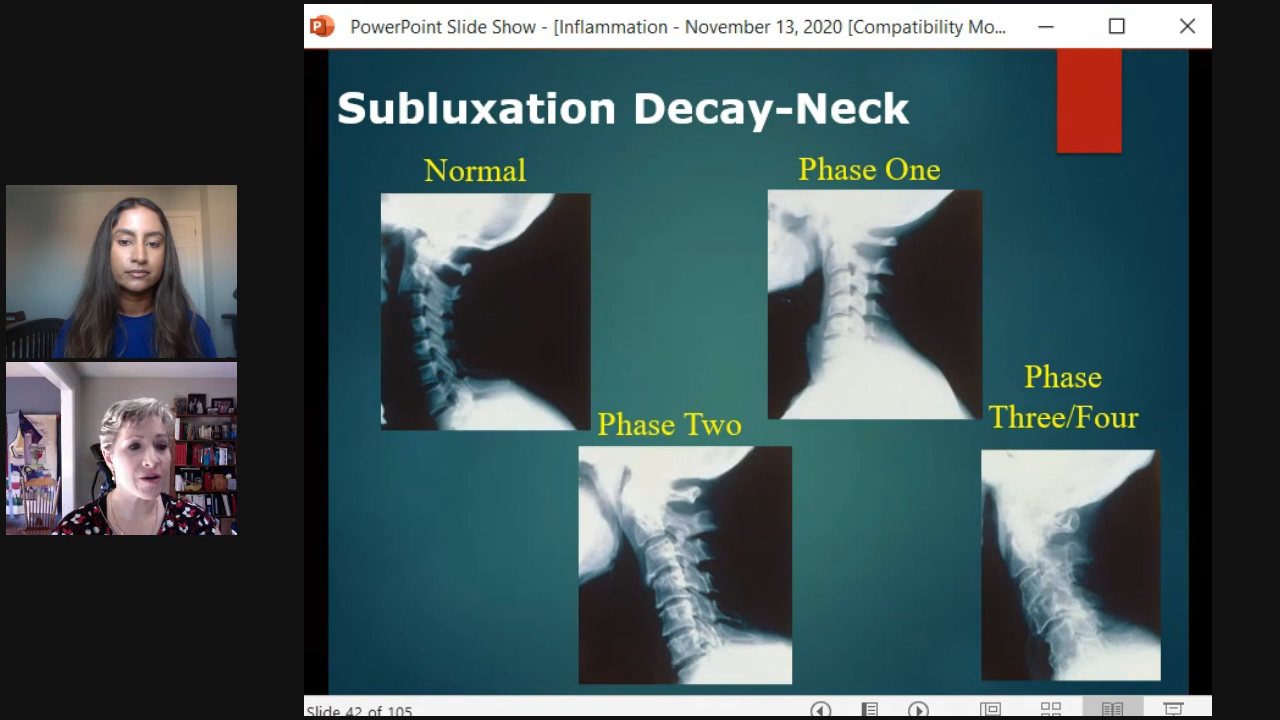 PowerPoint Slide Show - [Inflammation - November 13, 2020 [Compatibility Mo...
Subluxation Decay-Neck
Normal
Phase One
Phase Two
Phase
Three/Four
Slide 42 of 105